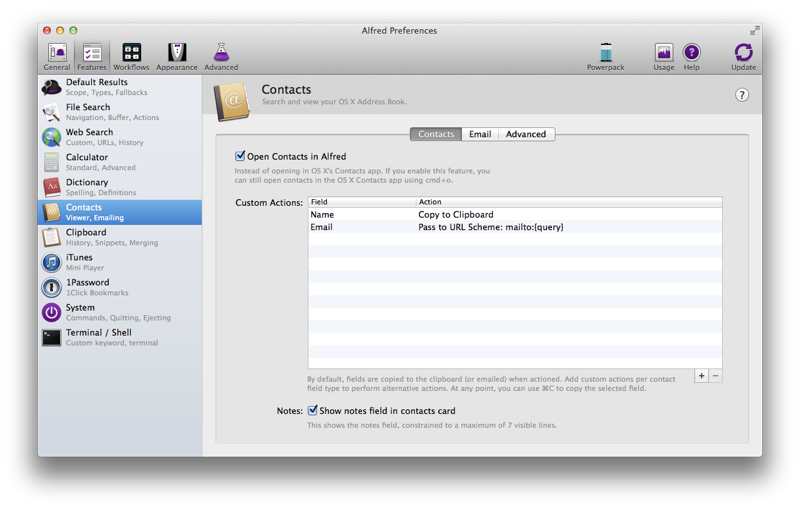 Alfred Preferences
General Features Workflows Appearance Advanced Powerpack Usage Help Update
Default Results
Scope, Types, Fallbacks
File Search
Navigation, Buffer, Actions
Web Search
Custom, URLs, History
Calculator
Standard, Advanced
Dictionary
Spelling, Definitions
Contacts
Viewer, Emailing
Clipboard
History, Snippets, Merging
iTunes
Mini Player
1Password
1Click Bookmarks
System
Commands, Quitting, Ejecting
Terminal / Shell
Custom keyword, terminal
Contacts
Search and view your OS X Address Book.
?
Contacts Email Advanced
Open Contacts in Alfred
Instead of opening in OS X's Contacts app. If you enable this feature, you
can still open contacts in the OS X Contacts app using cmd+o.
Custom Actions:
Field Action
Name Copy to Clipboard
Email Pass to URL Scheme: mailto:{query}
+ −
By default, fields are copied to the clipboard (or emailed) when actioned. Add custom actions per contact
field type to perform alternative actions. At any point, you can use ⌘C to copy the selected field.
Notes: Show notes field in contacts card
This shows the notes field, constrained to a maximum of 7 visible lines.